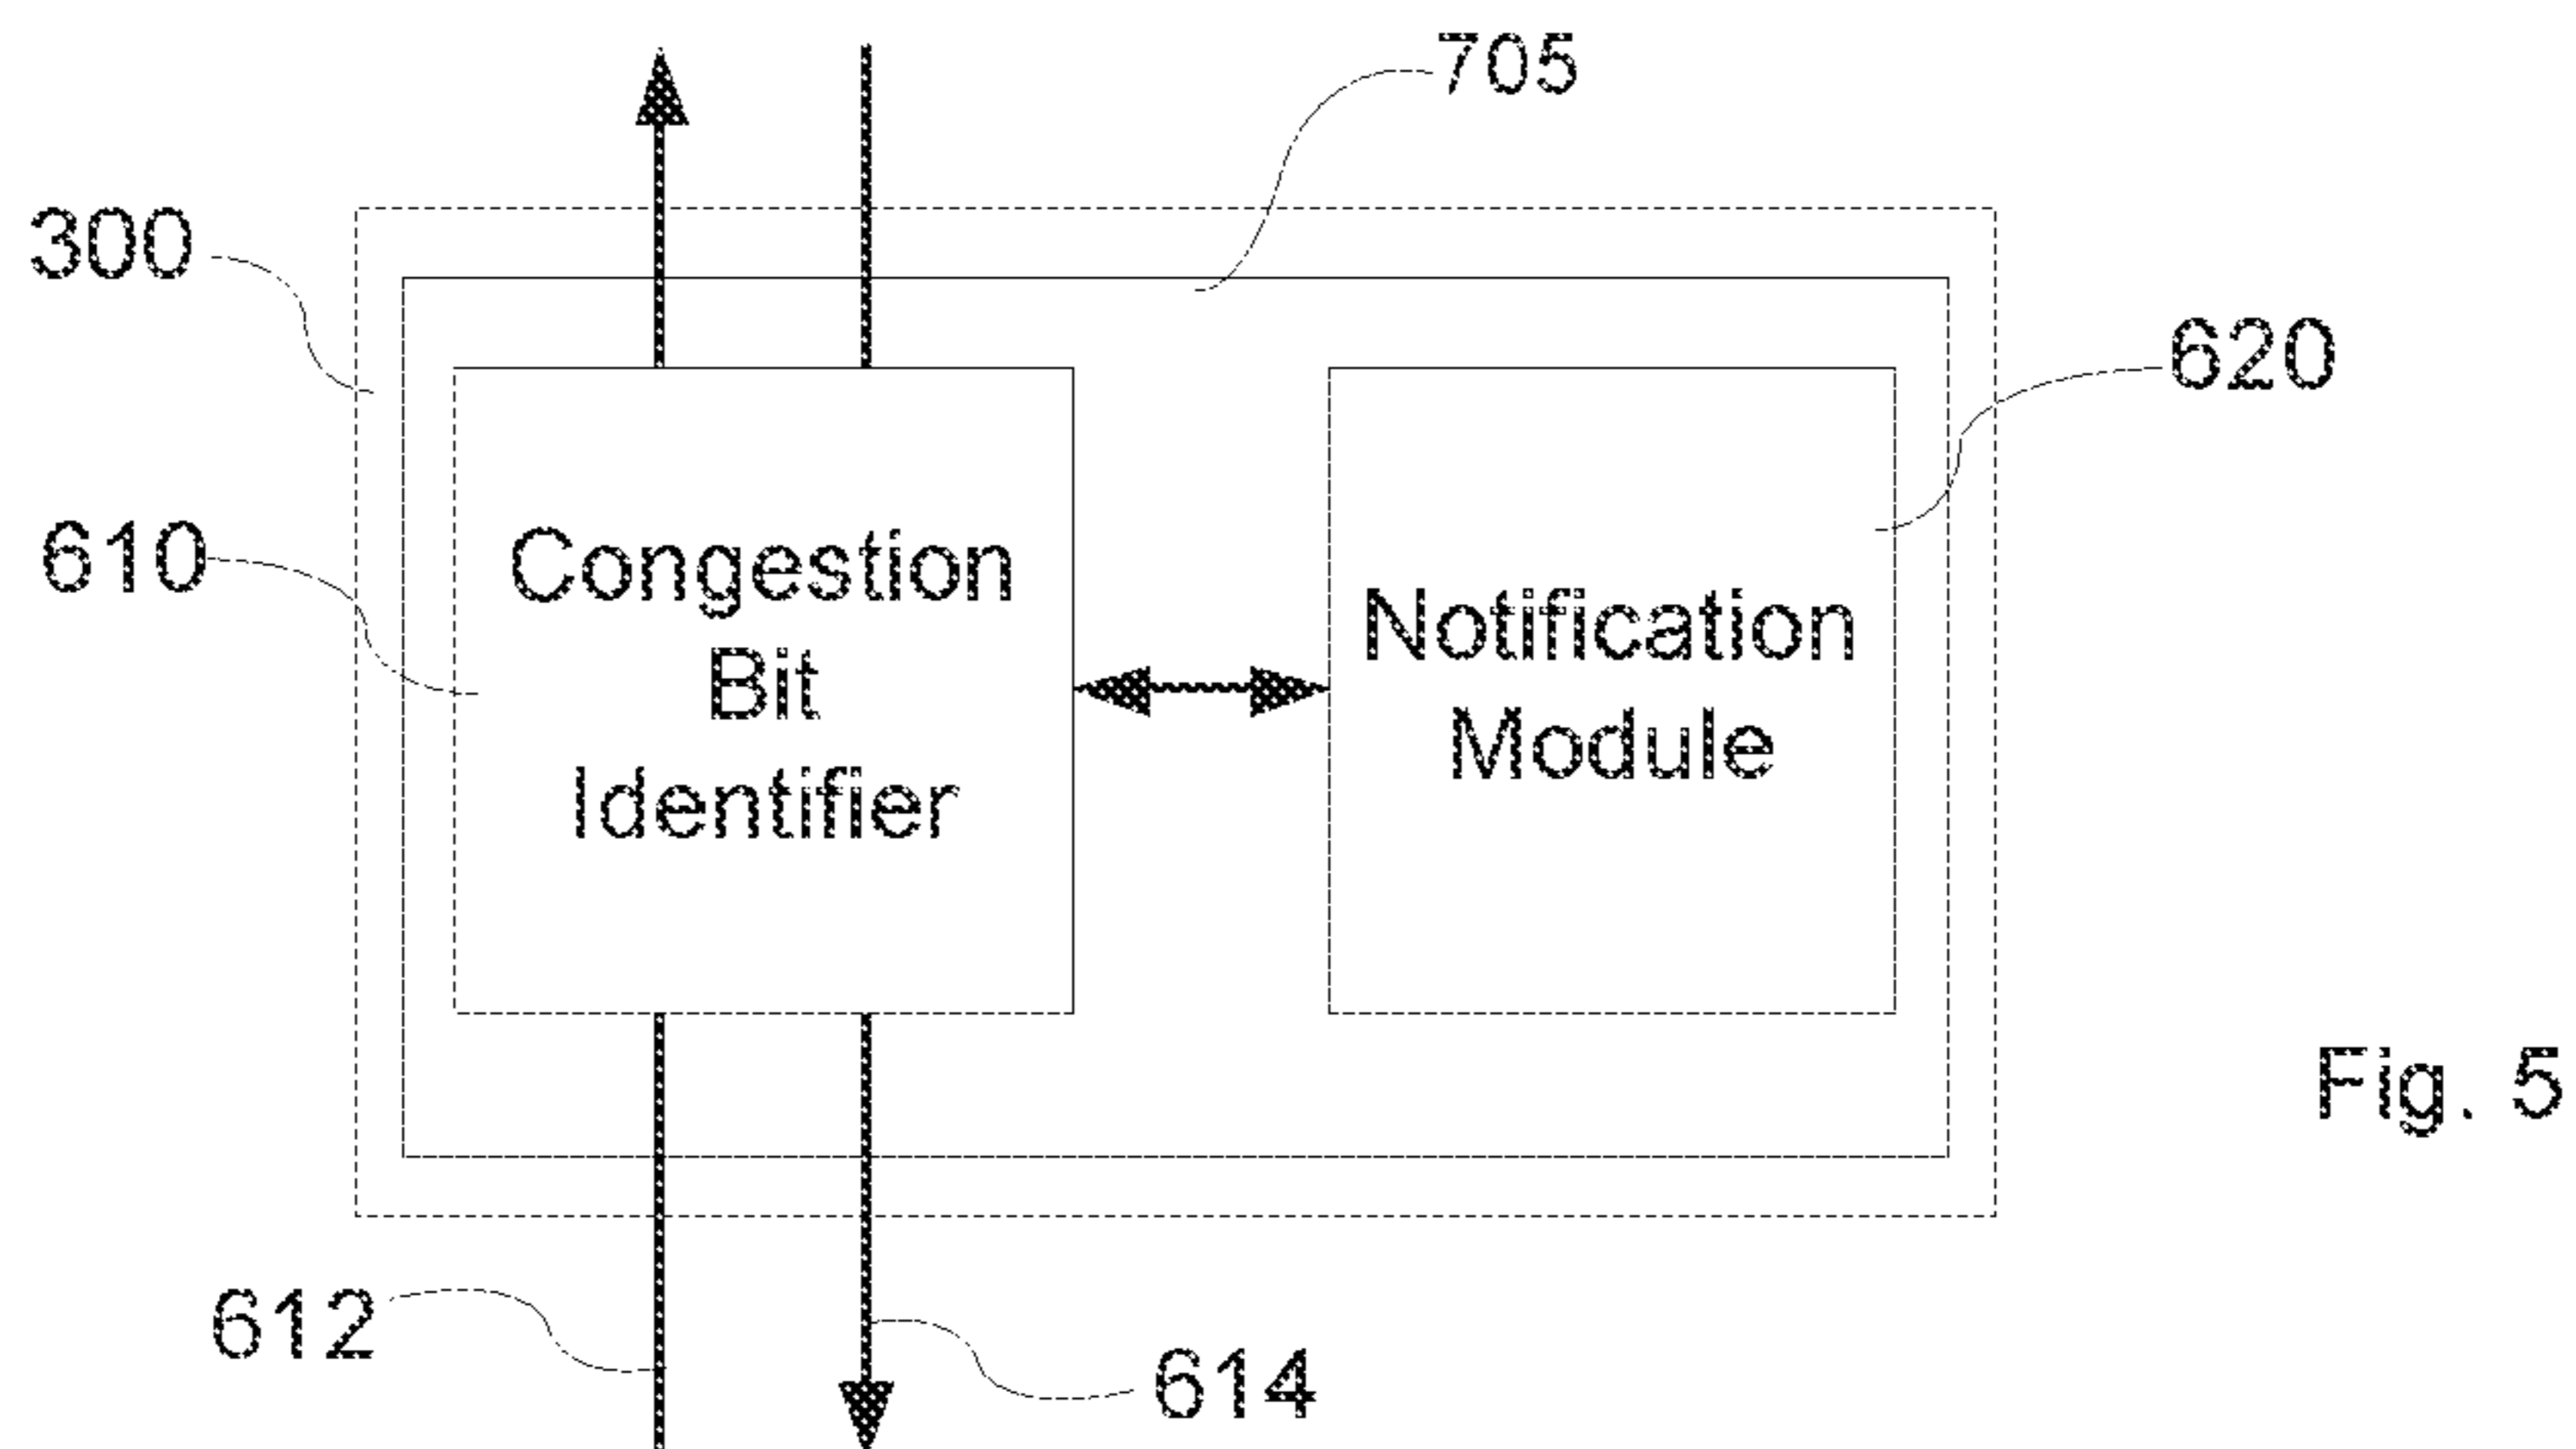 705
300
620
610
Congestion
Bit
Identifier
Notification
Module
Fig. 5
612
614